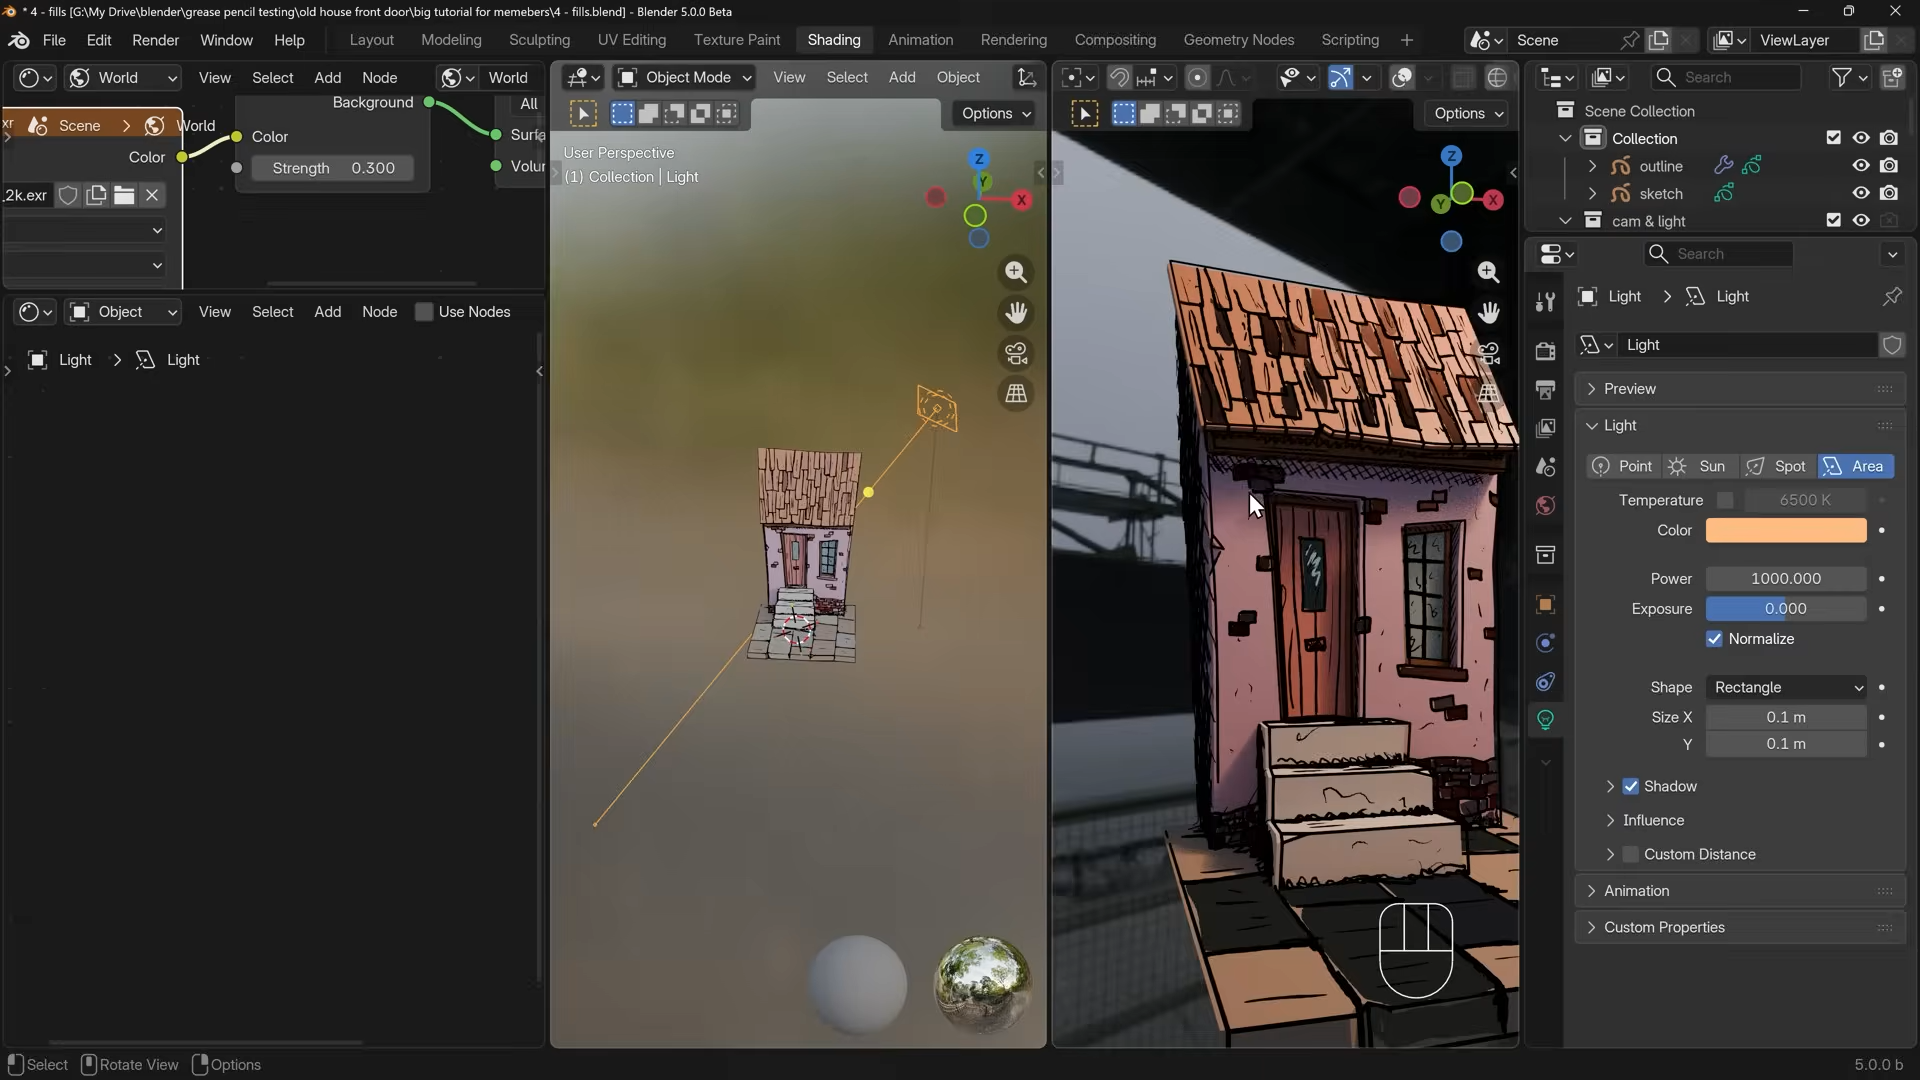 * 4 - fills [G:\My Drive\blender\grease pencil testing\old house front door\big tutorial for memebers\4 - fills.blend] - Blender 5.0.0 Beta
File Edit Render Window Help Layout Modeling Sculpting UV Editing Texture Paint Shading Animation Rendering Compositing Geometry Nodes Scripting + Scene ViewLayer
World View Select Add Node World
Object Mode View Select Add Object
Search
Background All
Options
Options
Scene Collection
Scene > World
Color
Surfa
Color
Strength 0.300
Volur
_2k.exr
User Perspective
(1) Collection | Light
Z
Y
X
Z
Y
X
Collection
outline
sketch
cam & light
Search
Object View Select Add Node Use Nodes
Light > Light
Light > Light
Light
Preview
Light
Point Sun Spot Area
Temperature 6500 K
Color
Power 1000.000
Exposure 0.000
Normalize
Shape Rectangle
Size X 0.1 m
Y 0.1 m
Shadow
Influence
Custom Distance
Animation
Custom Properties
Select Rotate View Options
5.0.0 b